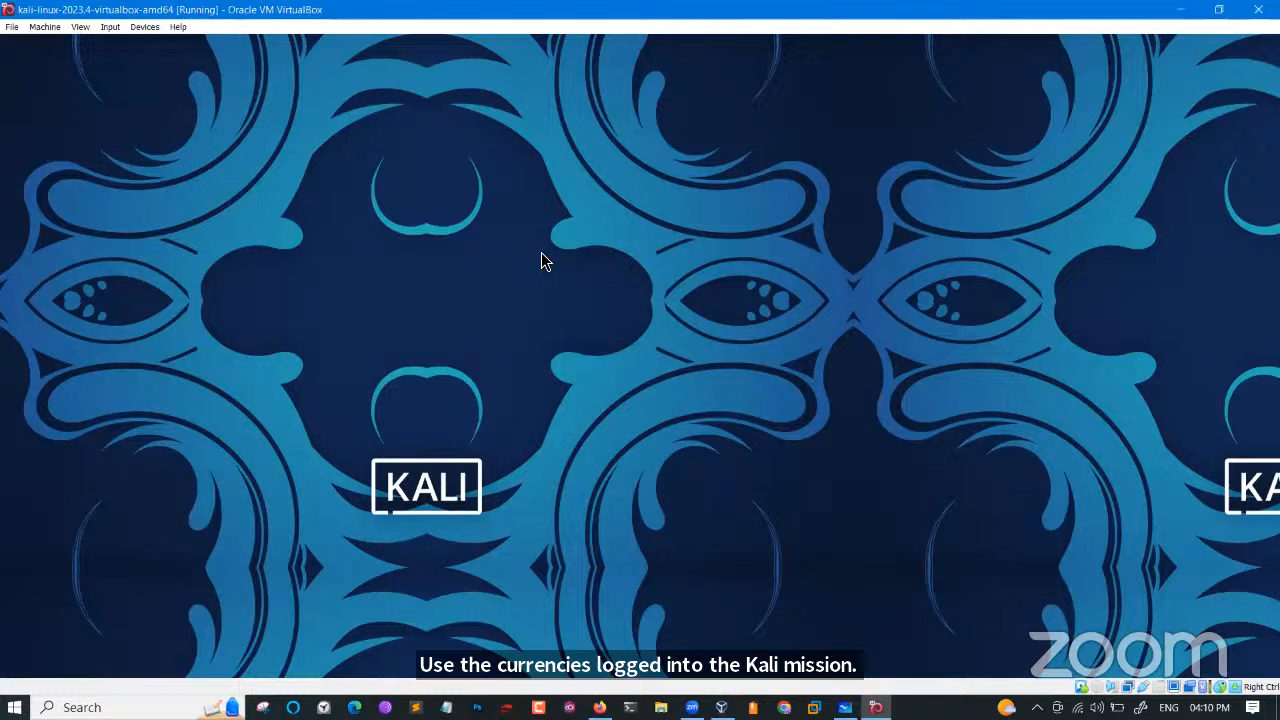 kali-linux-2023.4-virtualbox-amd64 [Running] - Oracle VM VirtualBox
File Machine View Input Devices Help
KALI
KA
zoom
Use the currencies logged into the Kali mission.
Right Ctrl
Search
ENG
04:10 PM